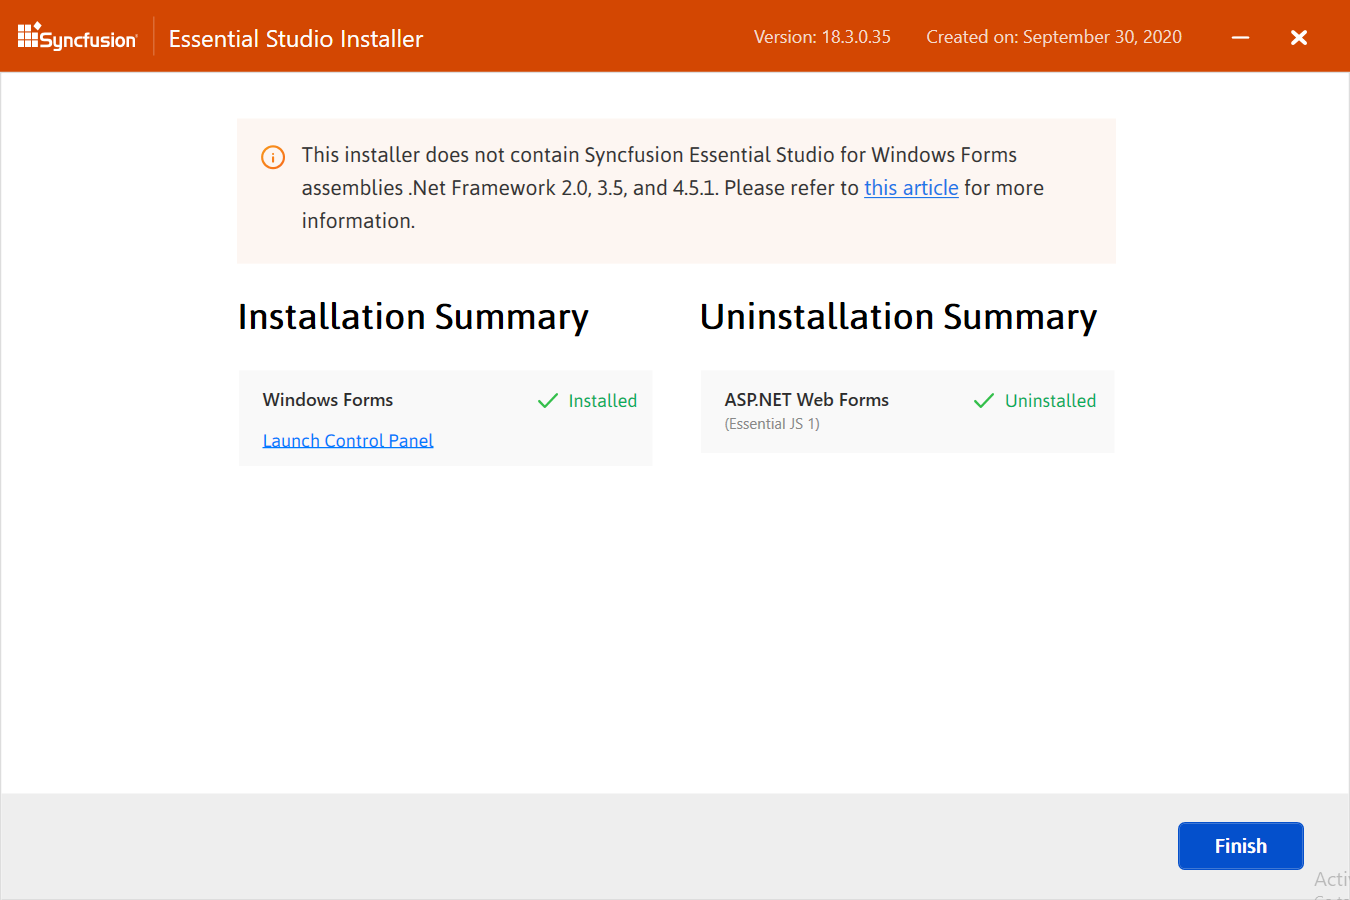 Syncfusion
Essential Studio Installer
Version: 18.3.0.35
Created on: September 30, 2020
This installer does not contain Syncfusion Essential Studio for Windows Forms
assemblies .Net Framework 2.0, 3.5, and 4.5.1. Please refer to this article for more
information.
Installation Summary
Uninstallation Summary
Windows Forms
Installed
Launch Control Panel
ASP.NET Web Forms
Uninstalled
(Essential JS 1)
Finish